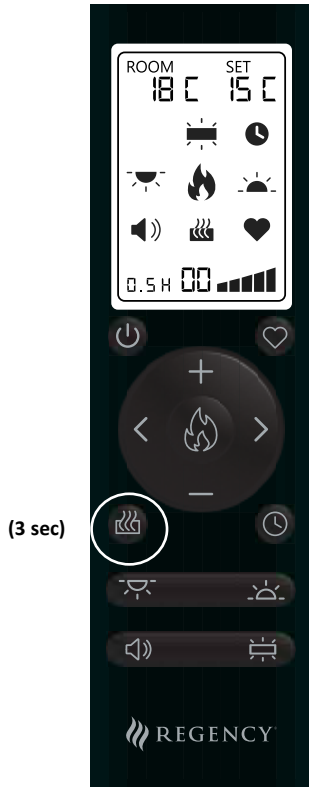 ROOM SET
18 C 15 C
0.5 H 00
(3 sec)
REGENCY